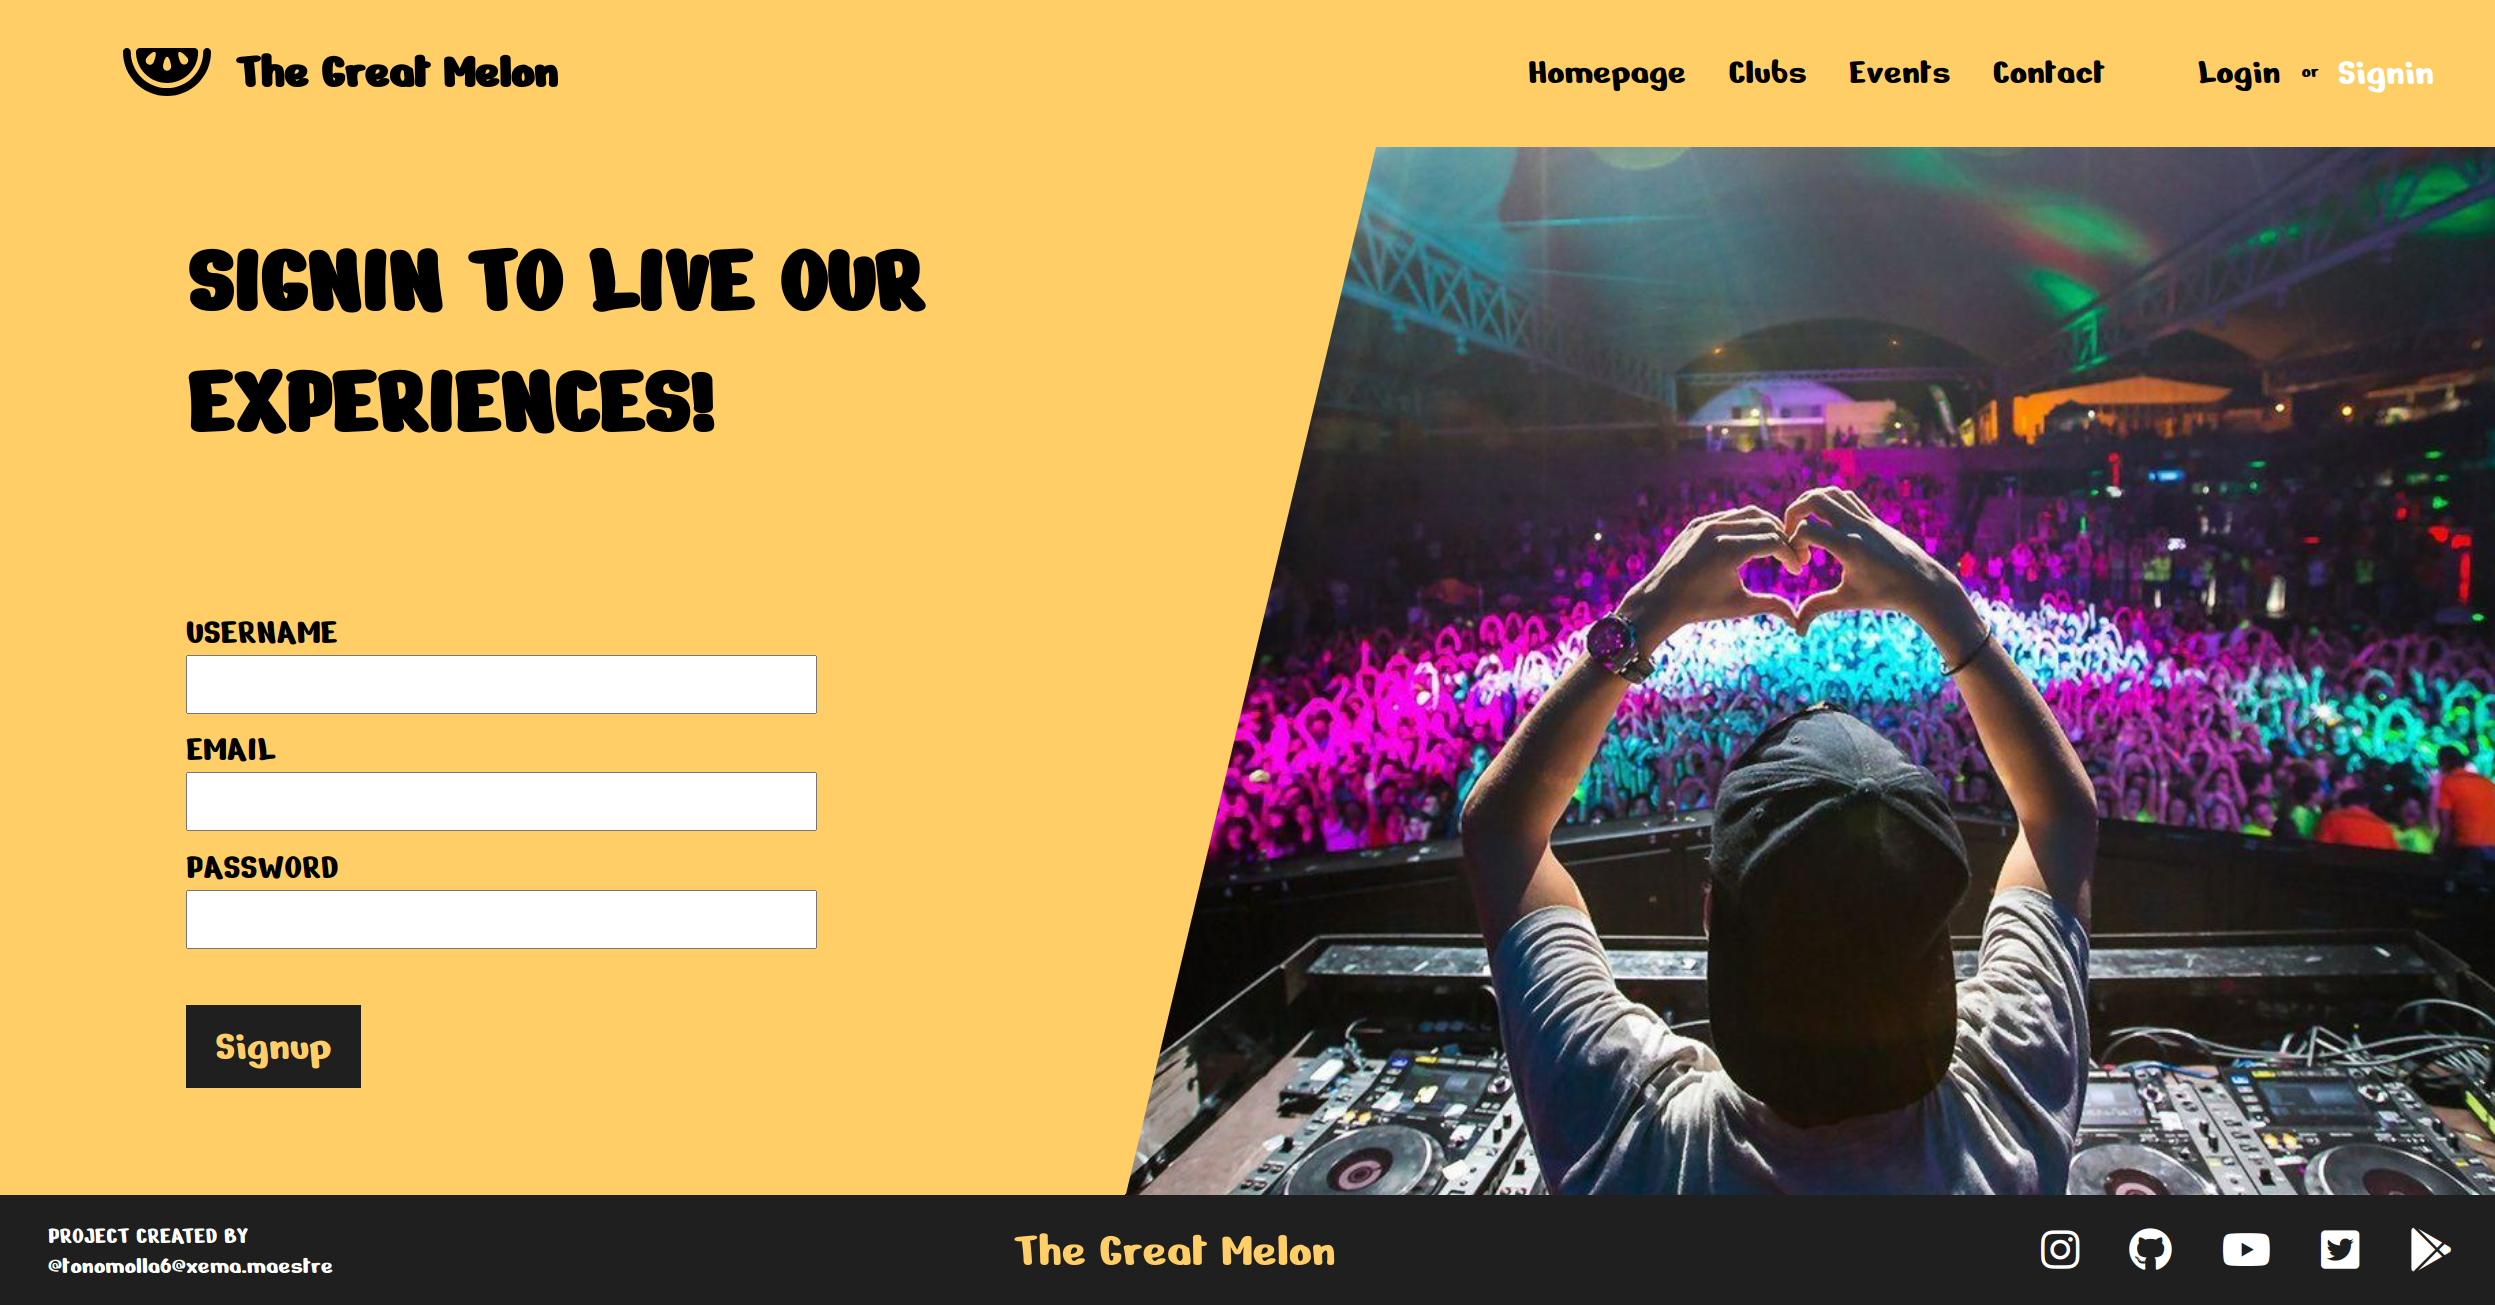 The Great Melon
Homepage Clubs Events Contact Login or Signin
SIGNIN TO LIVE OUR
EXPERIENCES!
USERNAME
EMAIL
PASSWORD
Signup
PROJECT CREATED BY
@tonomolla6@xema.maestre
The Great Melon